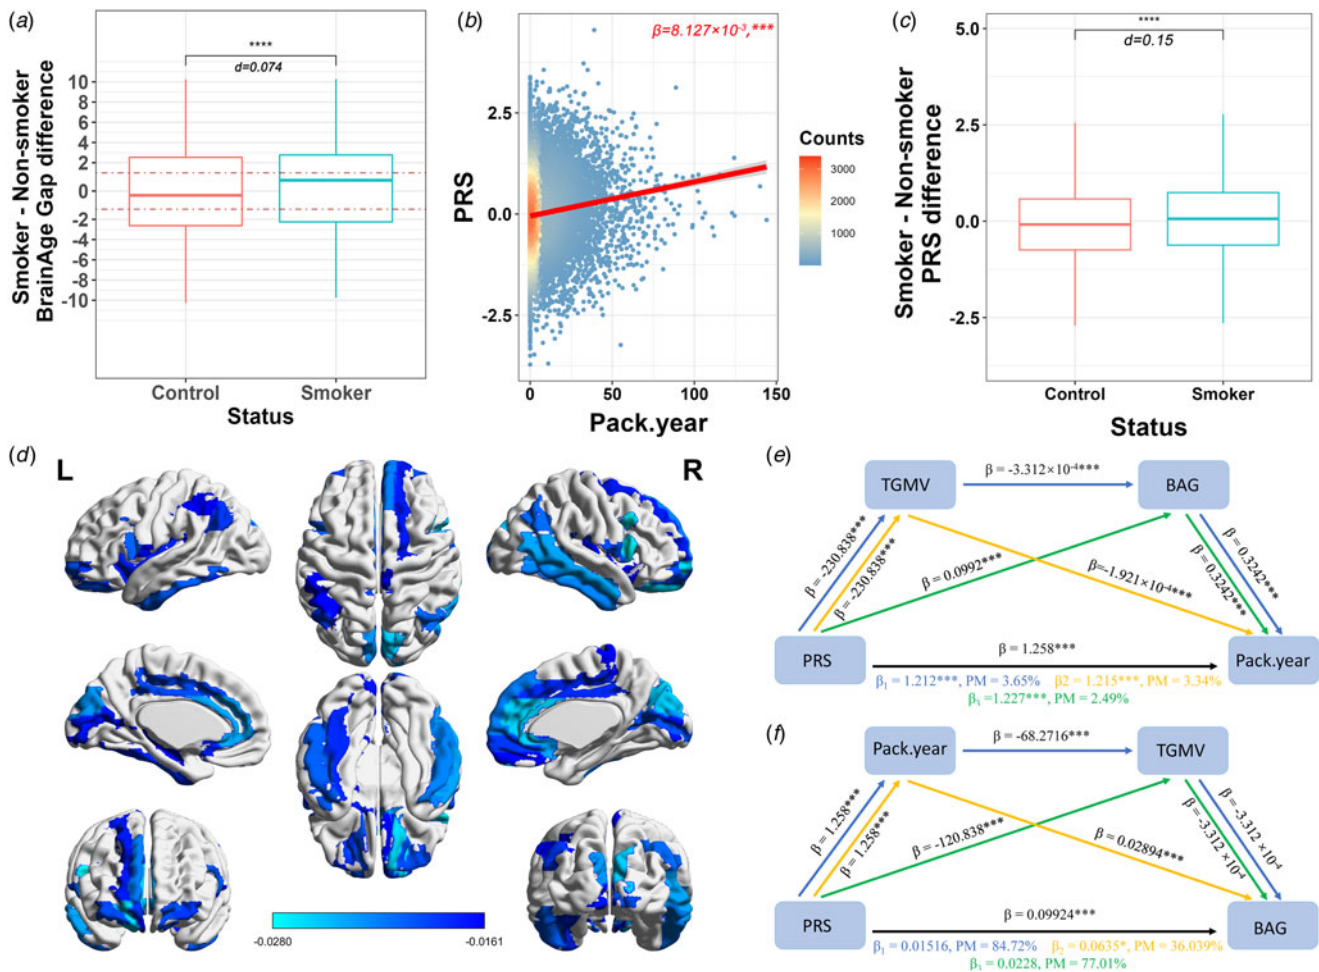 (a)
Smoker - Non-smoker
BrainAge Gap difference
10
8
6
4
2
0
-2
-4
-6
-8
-10
****
d=0.074
Control
Smoker
Status
(b)
β=8.127×10⁻³,***
PRS
2.5
0.0
-2.5
0
50
100
150
Pack.year
Counts
3000
2000
1000
(c)
Smoker - Non-smoker
PRS difference
5.0
2.5
0.0
-2.5
****
d=0.15
Control
Smoker
Status
(d)
L
R
-0.0280
-0.0161
(e)
TGMV
β = -3.312×10⁻⁴***
BAG
β = -230.838***
β = -230.838***
β = 0.0992***
β=-1.921×10⁻⁴***
β = 0.3242***
β = 0.3242***
PRS
β = 1.258***
Pack.year
β₁ = 1.212***, PM = 3.65%
β2 = 1.215***, PM = 3.34%
β₃ =1.227***, PM = 2.49%
(f)
Pack.year
β = -68.2716***
TGMV
β = 1.258***
β = 1.258***
β = -120.838***
β = 0.02894***
β = -3.312 ×10⁻⁴
β = -3.312 ×10⁻⁴
PRS
β = 0.09924***
BAG
β₁ = 0.01516, PM = 84.72%
β₂ = 0.0635*, PM = 36.039%
β₃ = 0.0228, PM = 77.01%